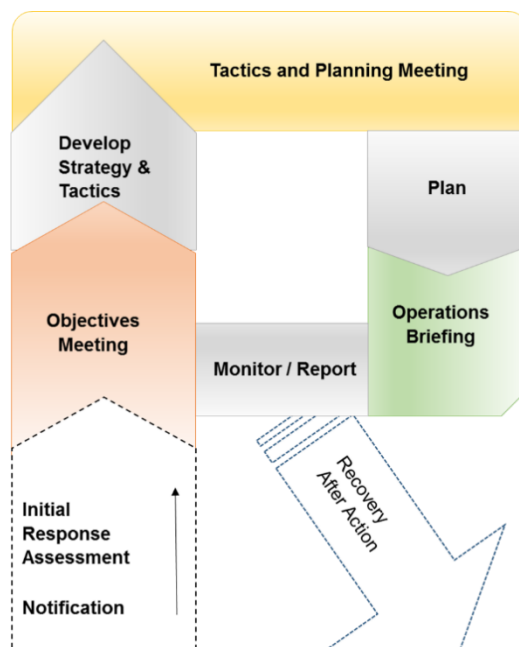 Tactics and Planning Meeting
Develop
Strategy &
Tactics
Plan
Objectives
Meeting
Operations
Briefing
Monitor / Report
Recovery
After Action
Initial
Response
Assessment
Notification